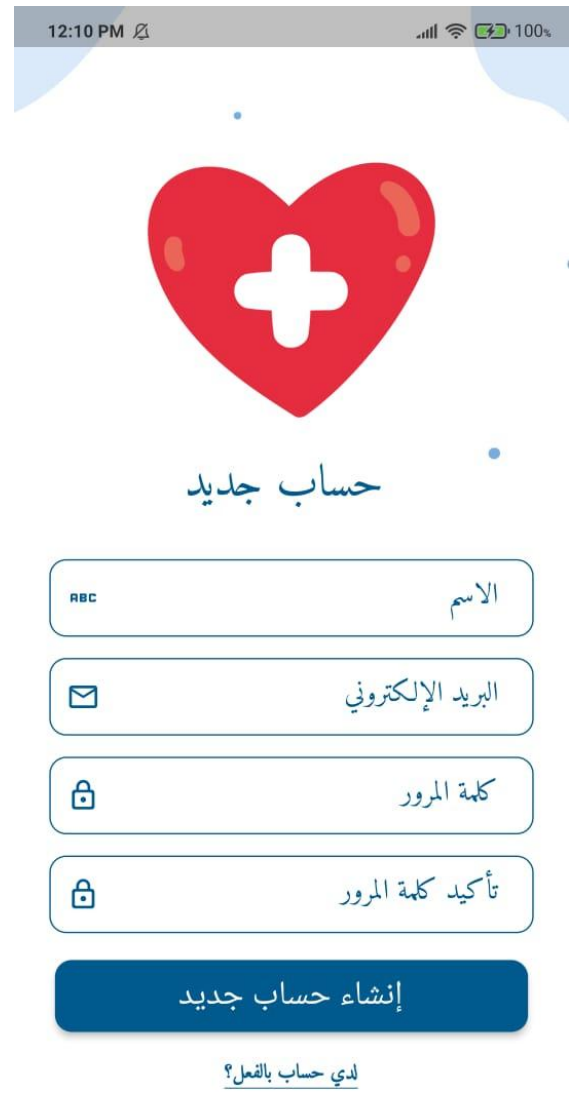 12:10 PM 100%
حساب جديد
الاسم
ABC
البريد الإلكتروني
كلمة المرور
تأكيد كلمة المرور
إنشاء حساب جديد
لدي حساب بالفعل؟